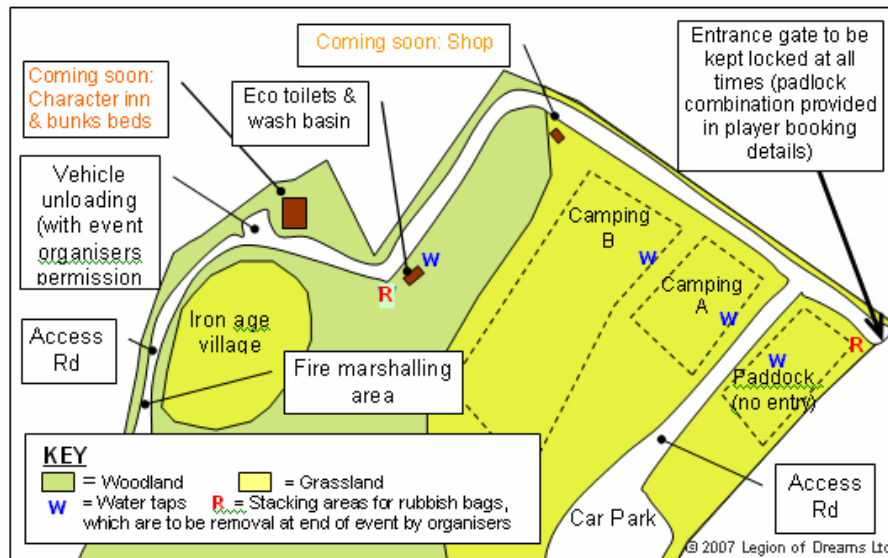 Coming soon:
Character inn
& bunks beds
Eco toilets &
wash basin
Coming soon: Shop
Entrance gate to be
kept locked at all
times (padlock
combination provided
in player booking
details)
Vehicle
unloading
(with event
organisers
permission
Camping
B
W
W
Camping
A
W
R
Iron age
village
Access
Rd
Fire marshalling
area
W
R
Paddock
(no entry)
Access
Rd
Car Park
KEY
= Woodland
= Grassland
W = Water taps R = Stacking areas for rubbish bags,
which are to be removal at end of event by organisers
© 2007 Legion of Dreams Ltd